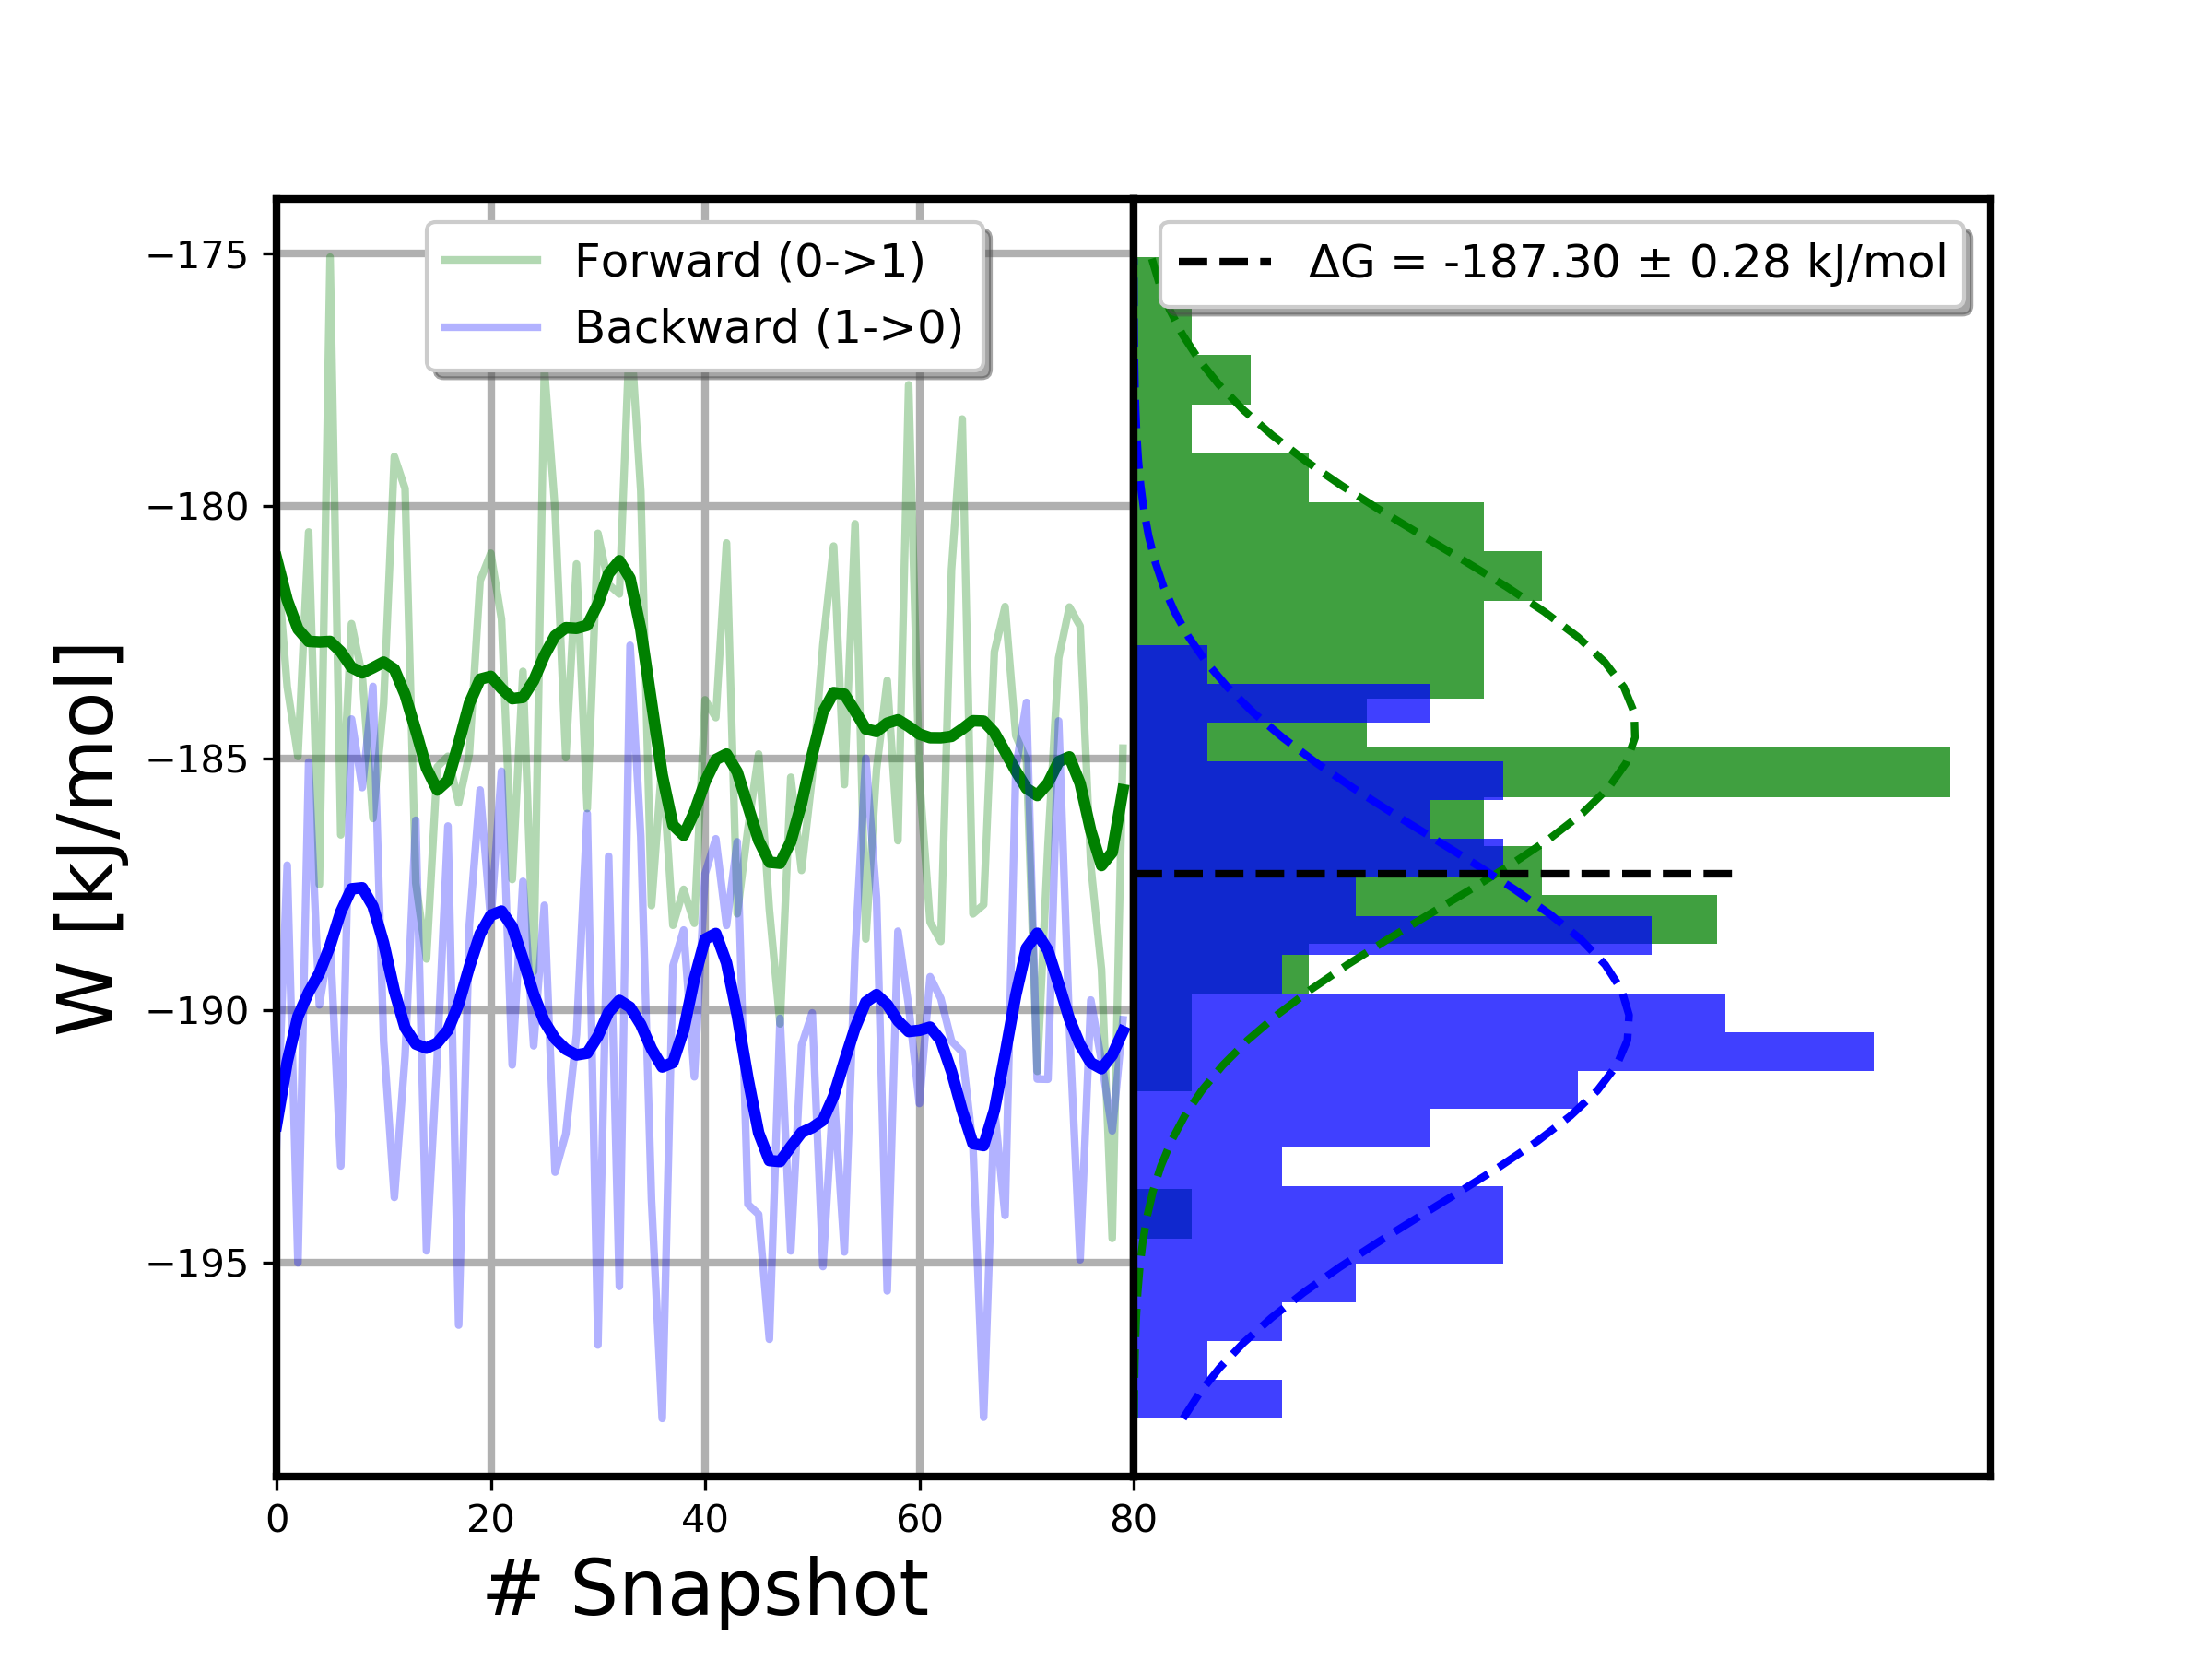 Forward (0->1)
Backward (1->0)
ΔG = -187.30 ± 0.28 kJ/mol
W [kJ/mol]
−175
−180
−185
−190
−195
0 20 40 60 80
# Snapshot